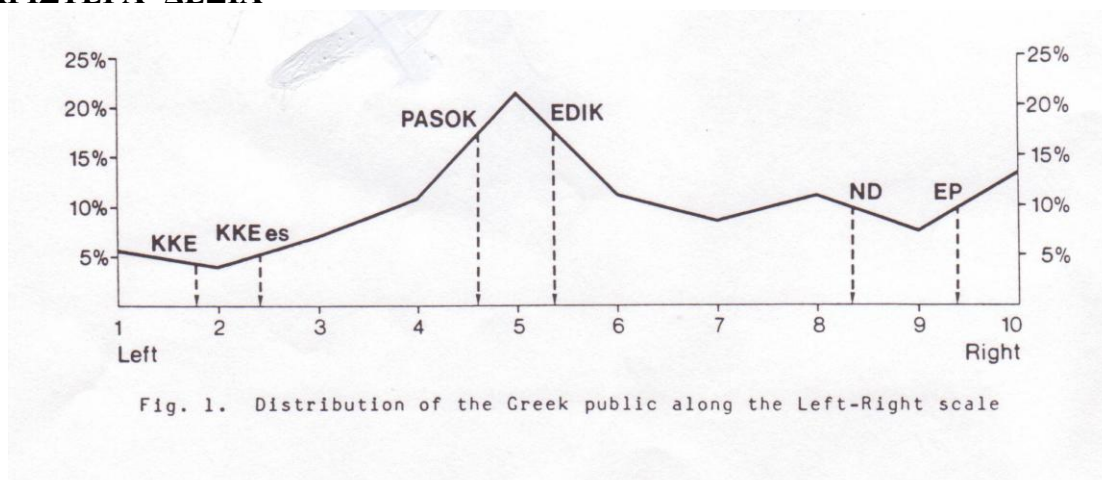 25% 25%
20% PASOK EDIK 20%
15% 15%
10% ND EP 10%
KKE KKE es
5% 5%
1 2 3 4 5 6 7 8 9 10
Left Right
Fig. 1. Distribution of the Greek public along the Left-Right scale